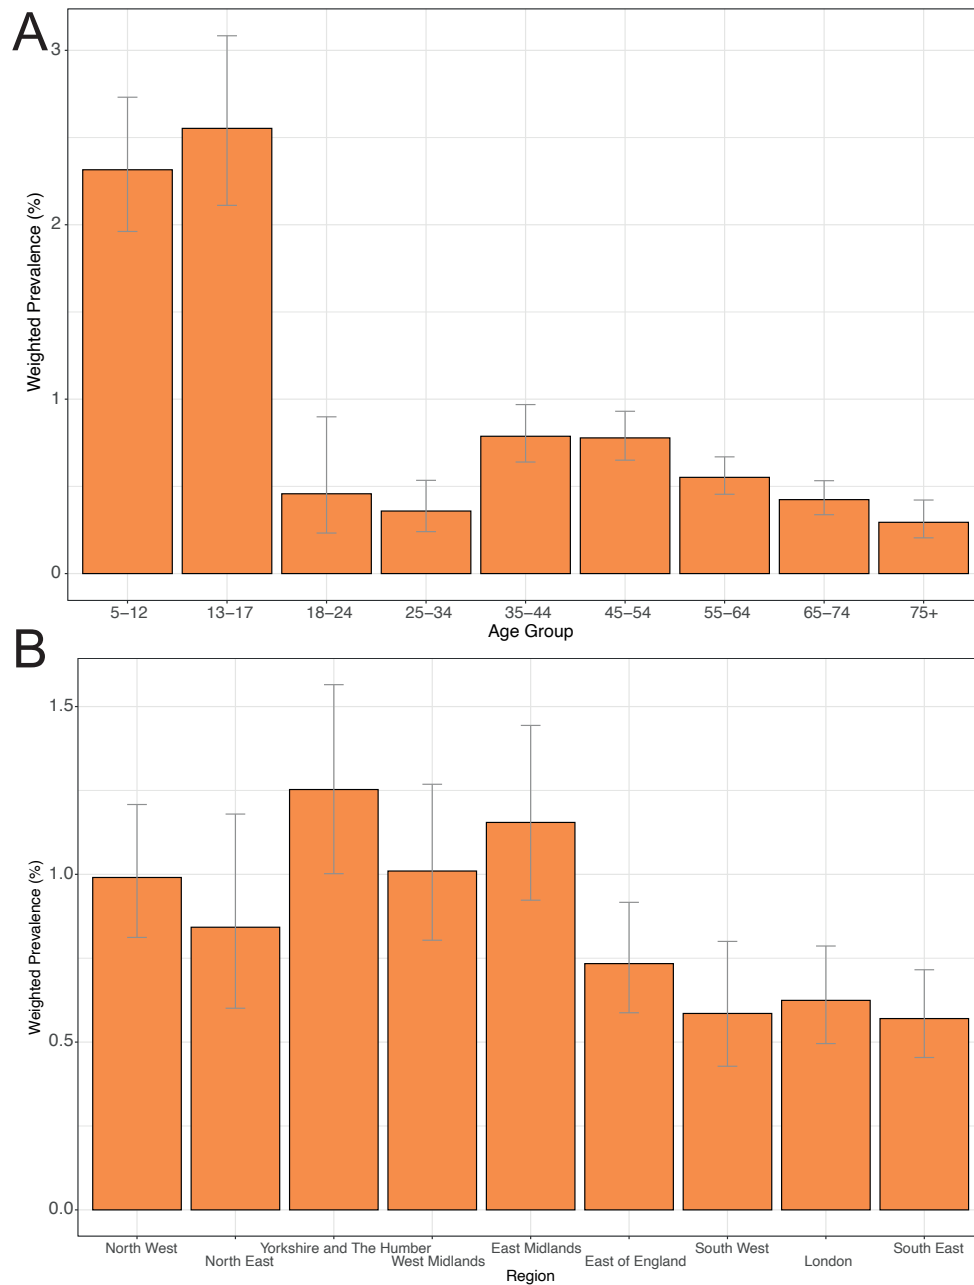 A
3
2
1
0
Weighted Prevalence (%)
5–12 13–17 18–24 25–34 35–44 45–54 55–64 65–74 75+
Age Group
B
1.5
1.0
0.5
0.0
Weighted Prevalence (%)
North West Yorkshire and The Humber East Midlands South West South East
North East West Midlands East of England London
Region